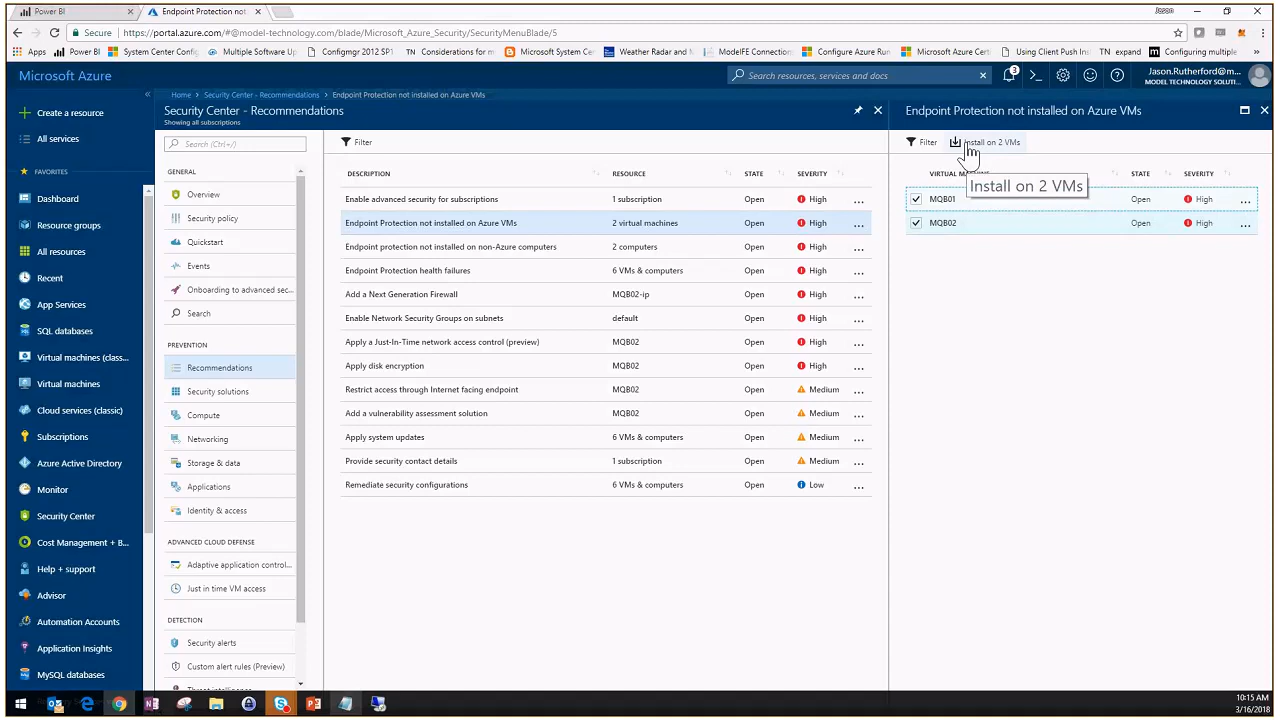 Power BI
Endpoint Protection not
Jason
Secure https://portal.azure.com/#@model-technology.com/blade/Microsoft_Azure_Security/SecurityMenuBlade/5
Apps Power BI System Center Config Multiple Software Up Configmgr 2012 SP1 Considerations for m Microsoft System Ce Weather Radar and M ModelFE Connection Configure Azure Run Microsoft Azure Certi Using Client Push Inst TN expand Configuring multiple »
Microsoft Azure
Search resources, services and docs
3
Jason.Rutherford@m...
MODEL TECHNOLOGY SOLUTI...
Create a resource
All services
FAVORITES
Dashboard
Resource groups
All resources
Recent
App Services
SQL databases
Virtual machines (classi...
Virtual machines
Cloud services (classic)
Subscriptions
Azure Active Directory
Monitor
Security Center
Cost Management + B...
Help + support
Advisor
Automation Accounts
Application Insights
MySQL databases
Home > Security Center - Recommendations > Endpoint Protection not installed on Azure VMs
Security Center - Recommendations
Showing all subscriptions
Search (Ctrl+/)
GENERAL
Overview
Security policy
Quickstart
Events
Onboarding to advanced sec...
Search
PREVENTION
Recommendations
Security solutions
Compute
Networking
Storage & data
Applications
Identity & access
ADVANCED CLOUD DEFENSE
Adaptive application control...
Just in time VM access
DETECTION
Security alerts
Custom alert rules (Preview)
Threat intelligence
Filter
DESCRIPTION RESOURCE STATE SEVERITY
Enable advanced security for subscriptions 1 subscription Open High ...
Endpoint Protection not installed on Azure VMs 2 virtual machines Open High ...
Endpoint protection not installed on non-Azure computers 2 computers Open High ...
Endpoint Protection health failures 6 VMs & computers Open High ...
Add a Next Generation Firewall MQB02-ip Open High ...
Enable Network Security Groups on subnets default Open High ...
Apply a Just-In-Time network access control (preview) MQB02 Open High ...
Apply disk encryption MQB02 Open High ...
Restrict access through Internet facing endpoint MQB02 Open Medium ...
Add a vulnerability assessment solution MQB02 Open Medium ...
Apply system updates 6 VMs & computers Open Medium ...
Provide security contact details 1 subscription Open Medium ...
Remediate security configurations 6 VMs & computers Open Low ...
Endpoint Protection not installed on Azure VMs
Filter Install on 2 VMs
VIRTUAL STATE SEVERITY
Install on 2 VMs
MQB01 Open High ...
MQB02 Open High ...
10:15 AM
3/16/2018